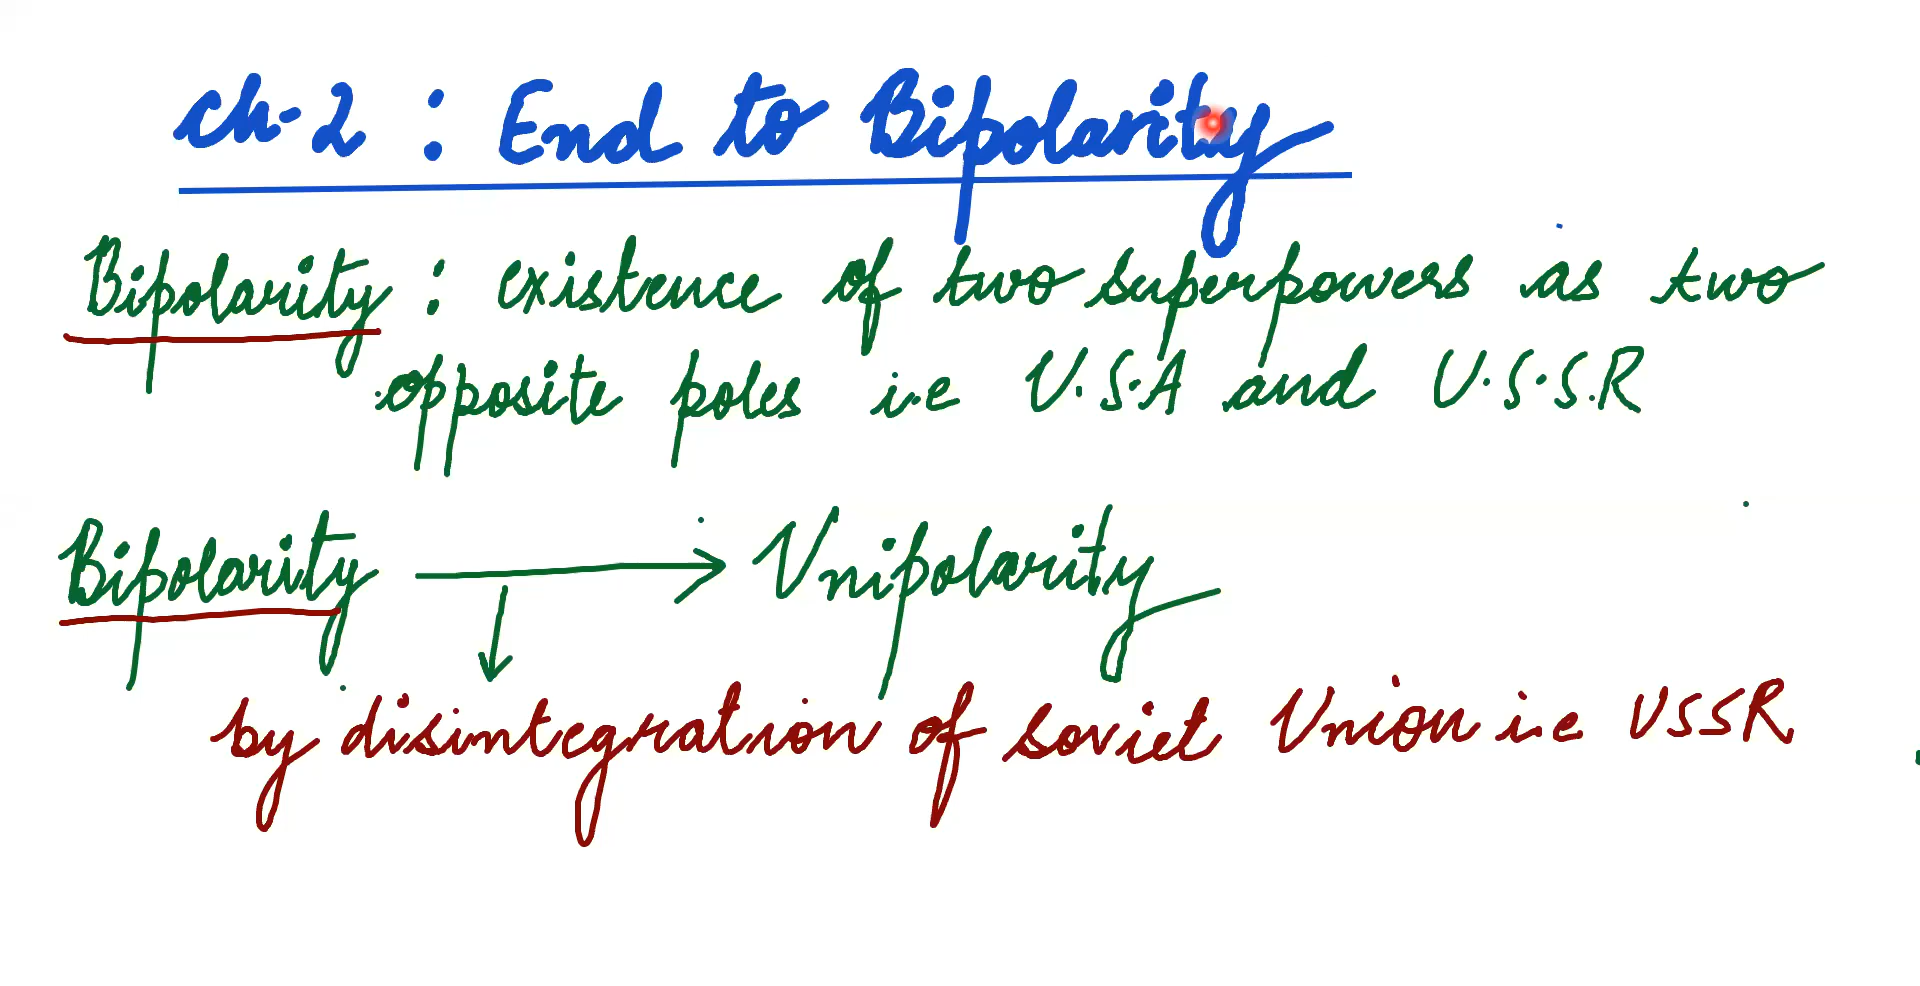 ch-2 : End to Bipolarity
Bipolarity : existence of two superpowers as two
opposite poles i.e U.S.A and U.S.S.R
Bipolarity → Unipolarity
↓
by disintegration of soviet Union i.e USSR